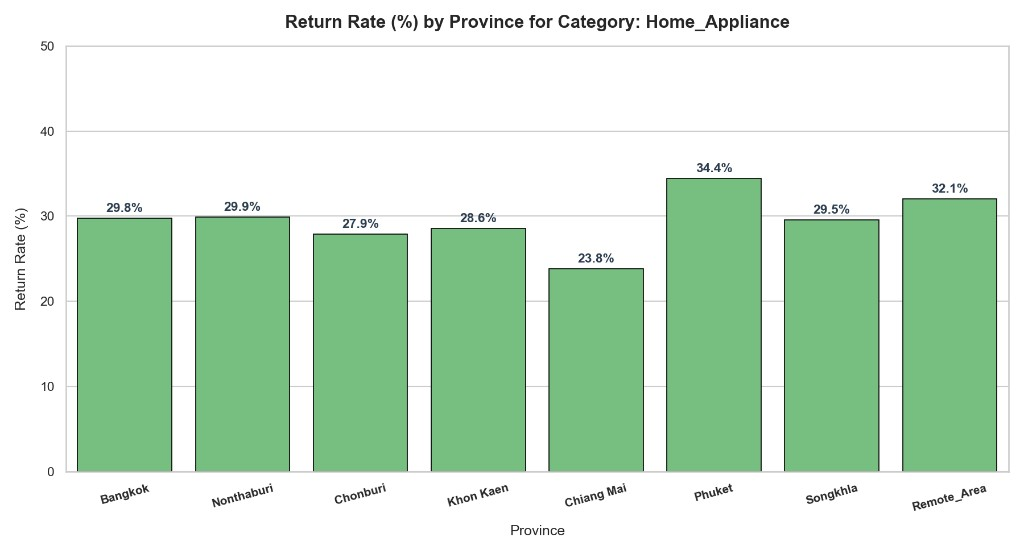 Return Rate (%) by Province for Category: Home_Appliance
Return Rate (%)
50
40
30
20
10
0
29.8%
29.9%
27.9%
28.6%
23.8%
34.4%
29.5%
32.1%
Bangkok
Nonthaburi
Chonburi
Khon Kaen
Chiang Mai
Phuket
Songkhla
Remote_Area
Province